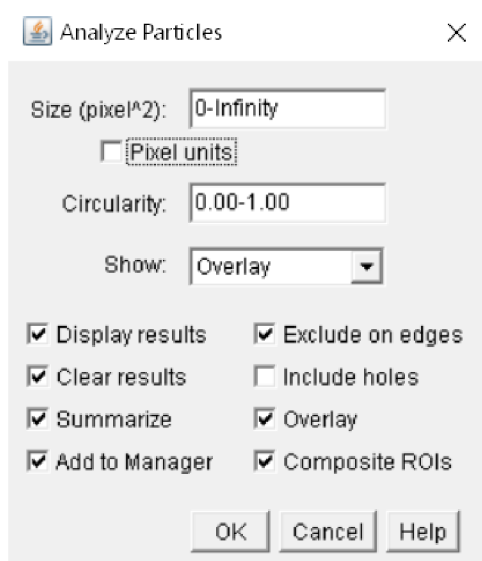 Analyze Particles
Size (pixel^2): 0-Infinity
Pixel units
Circularity: 0.00-1.00
Show: Overlay
Display results Exclude on edges
Clear results Include holes
Summarize Overlay
Add to Manager Composite ROIs
OK Cancel Help